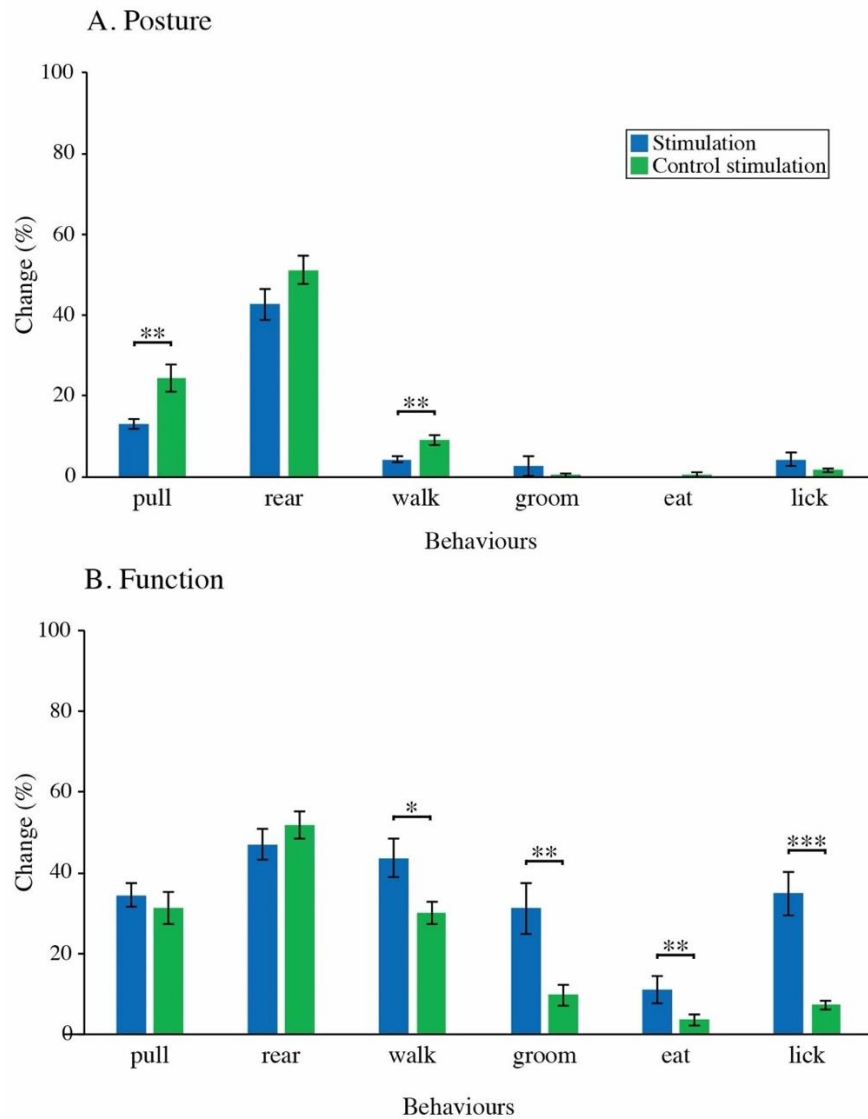 A. Posture
100
80
60
40
20
0
Change (%)
Stimulation
Control stimulation
**
**
pull rear walk groom eat lick
Behaviours
B. Function
100
80
60
40
20
0
Change (%)
*
**
**
***
pull rear walk groom eat lick
Behaviours